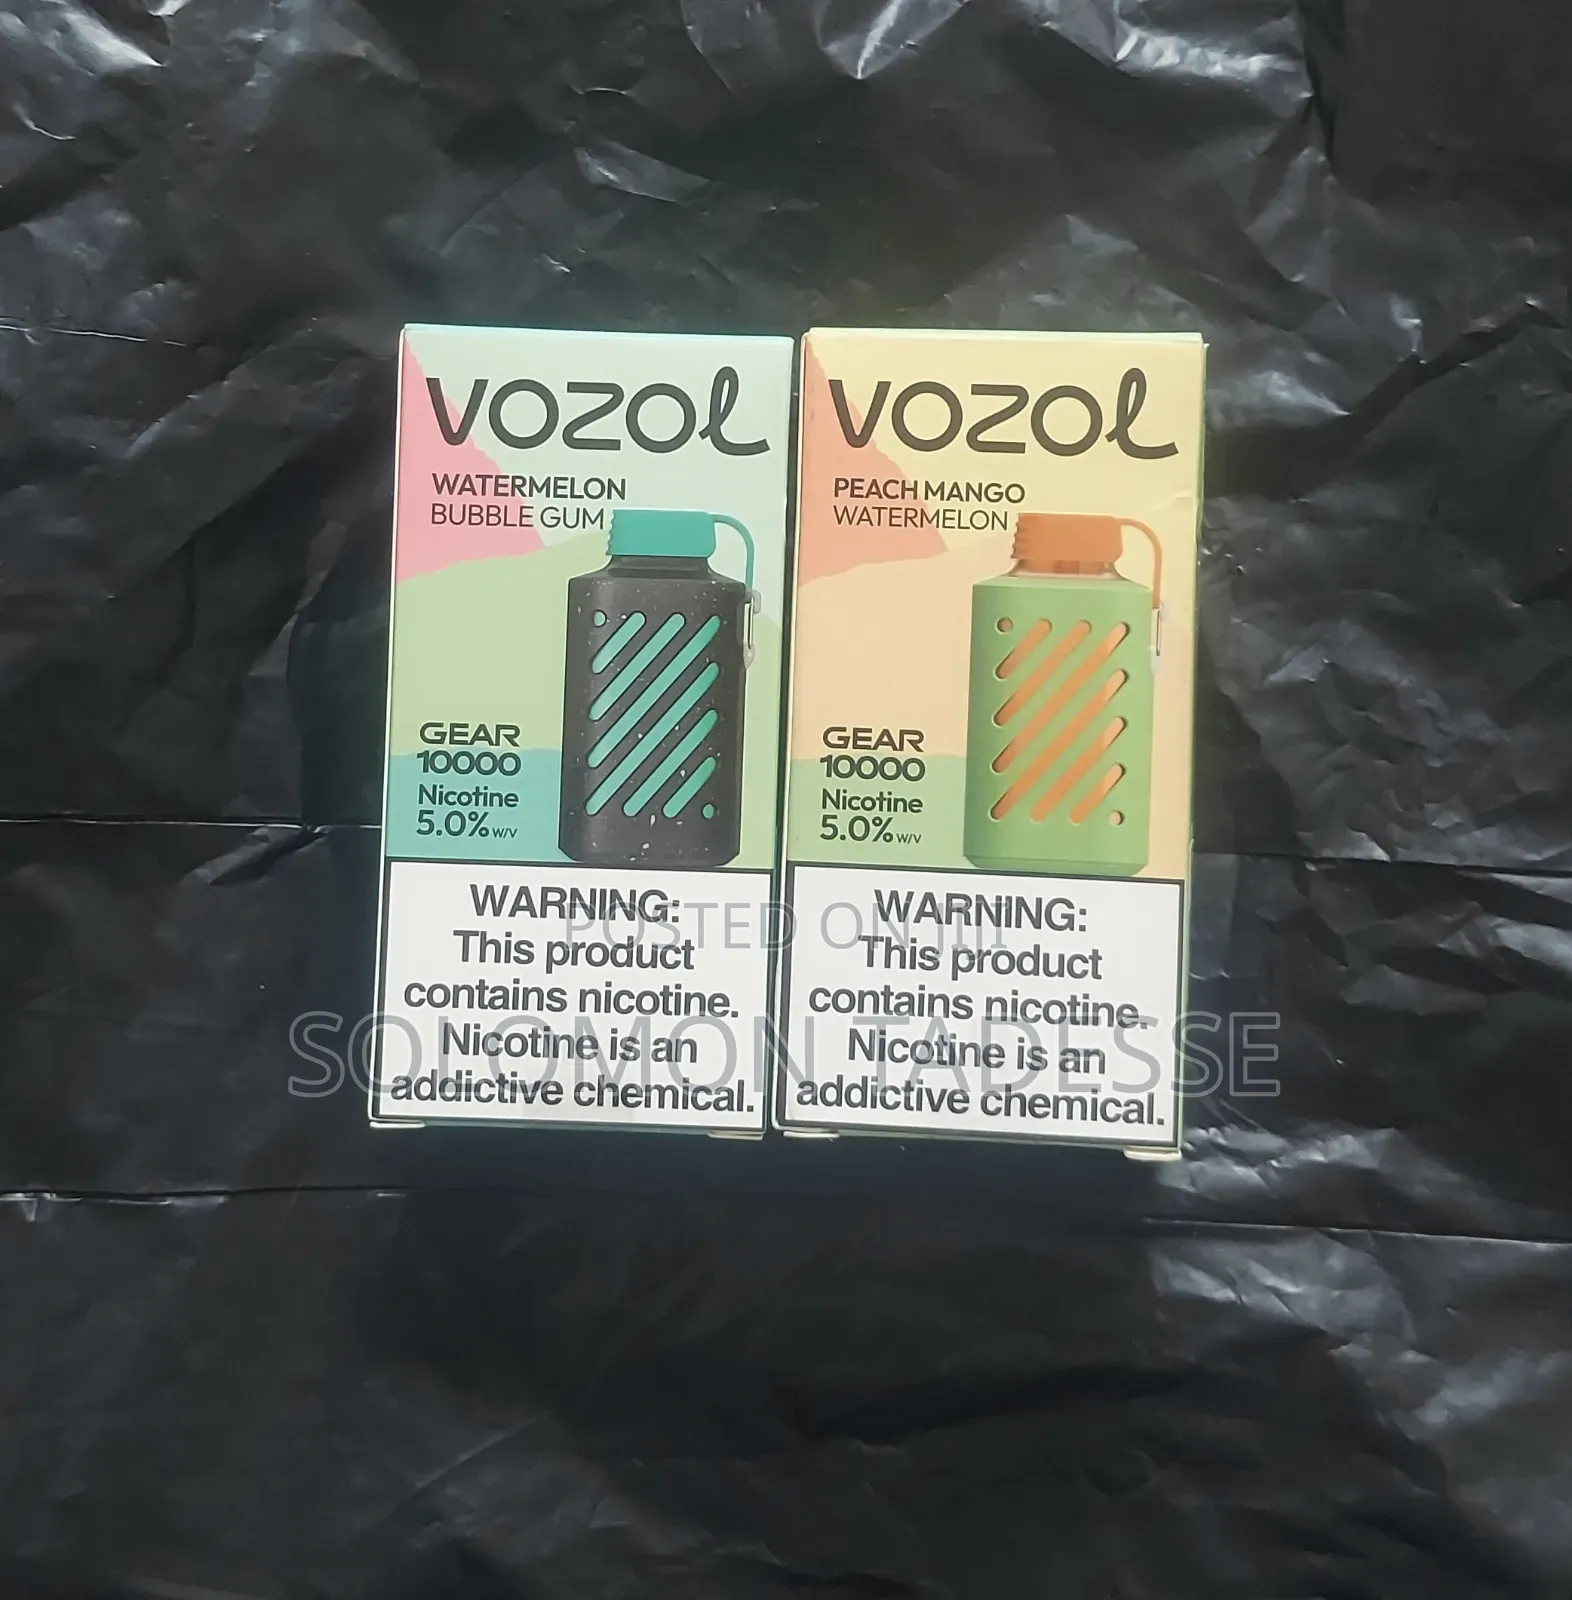 VOZOL
WATERMELON
BUBBLE GUM
GEAR
10000
Nicotine
5.0% W/V
WARNING:
This product
contains nicotine.
Nicotine is an
addictive chemical.
VOZOL
PEACH MANGO
WATERMELON
GEAR
10000
Nicotine
5.0% W/V
WARNING:
This product
contains nicotine.
Nicotine is an
addictive chemical.
POSTED ON JIJI
SOLOMON TADESSE